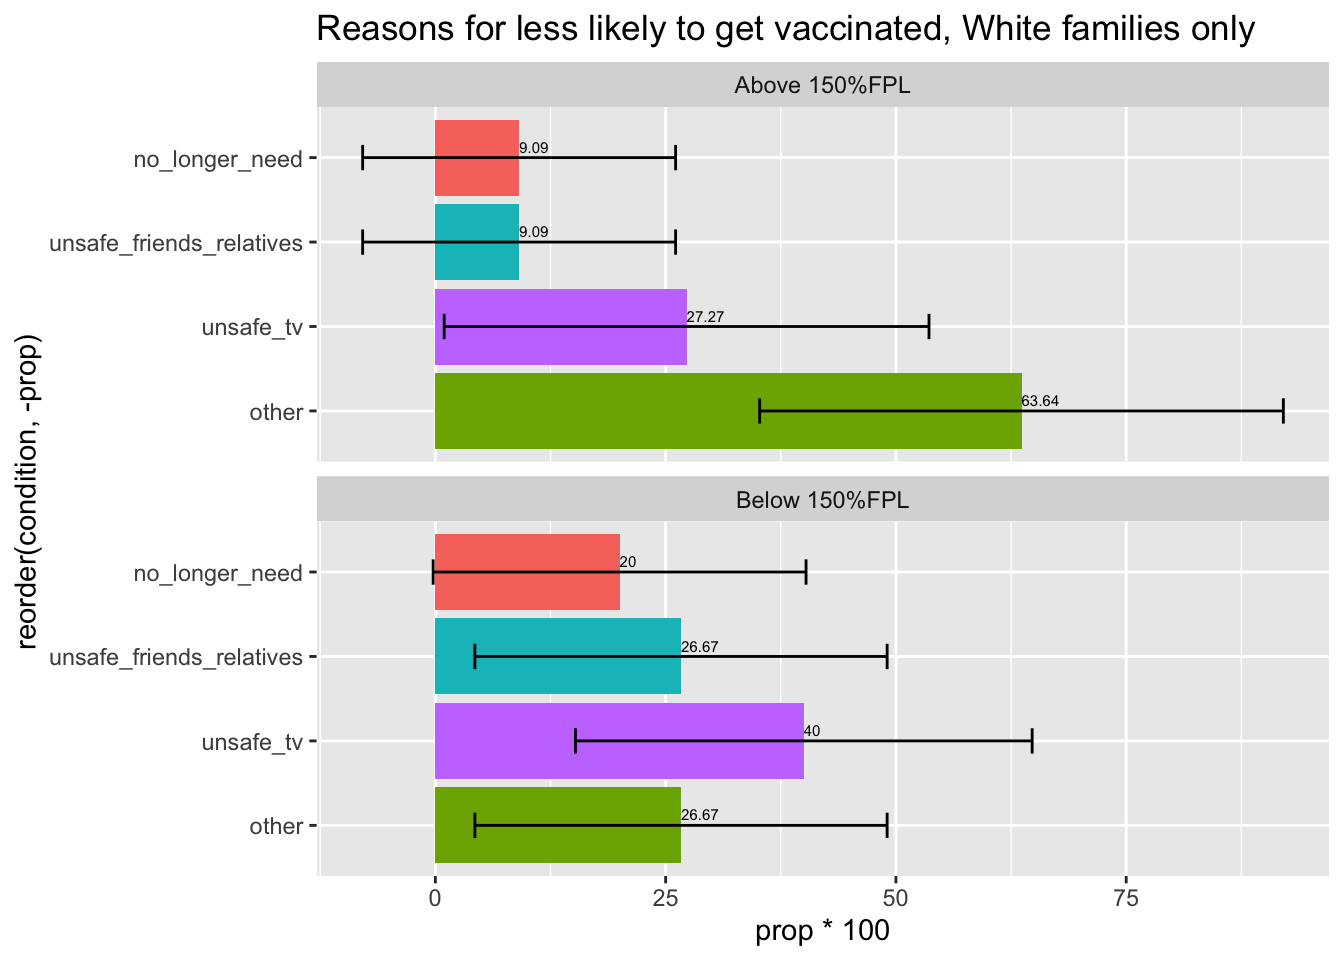 Reasons for less likely to get vaccinated, White families only
Above 150%FPL
no_longer_need
9.09
unsafe_friends_relatives
9.09
unsafe_tv
27.27
other
63.64
reorder(condition, -prop)
Below 150%FPL
no_longer_need
20
unsafe_friends_relatives
26.67
unsafe_tv
40
other
26.67
0 25 50 75
prop * 100